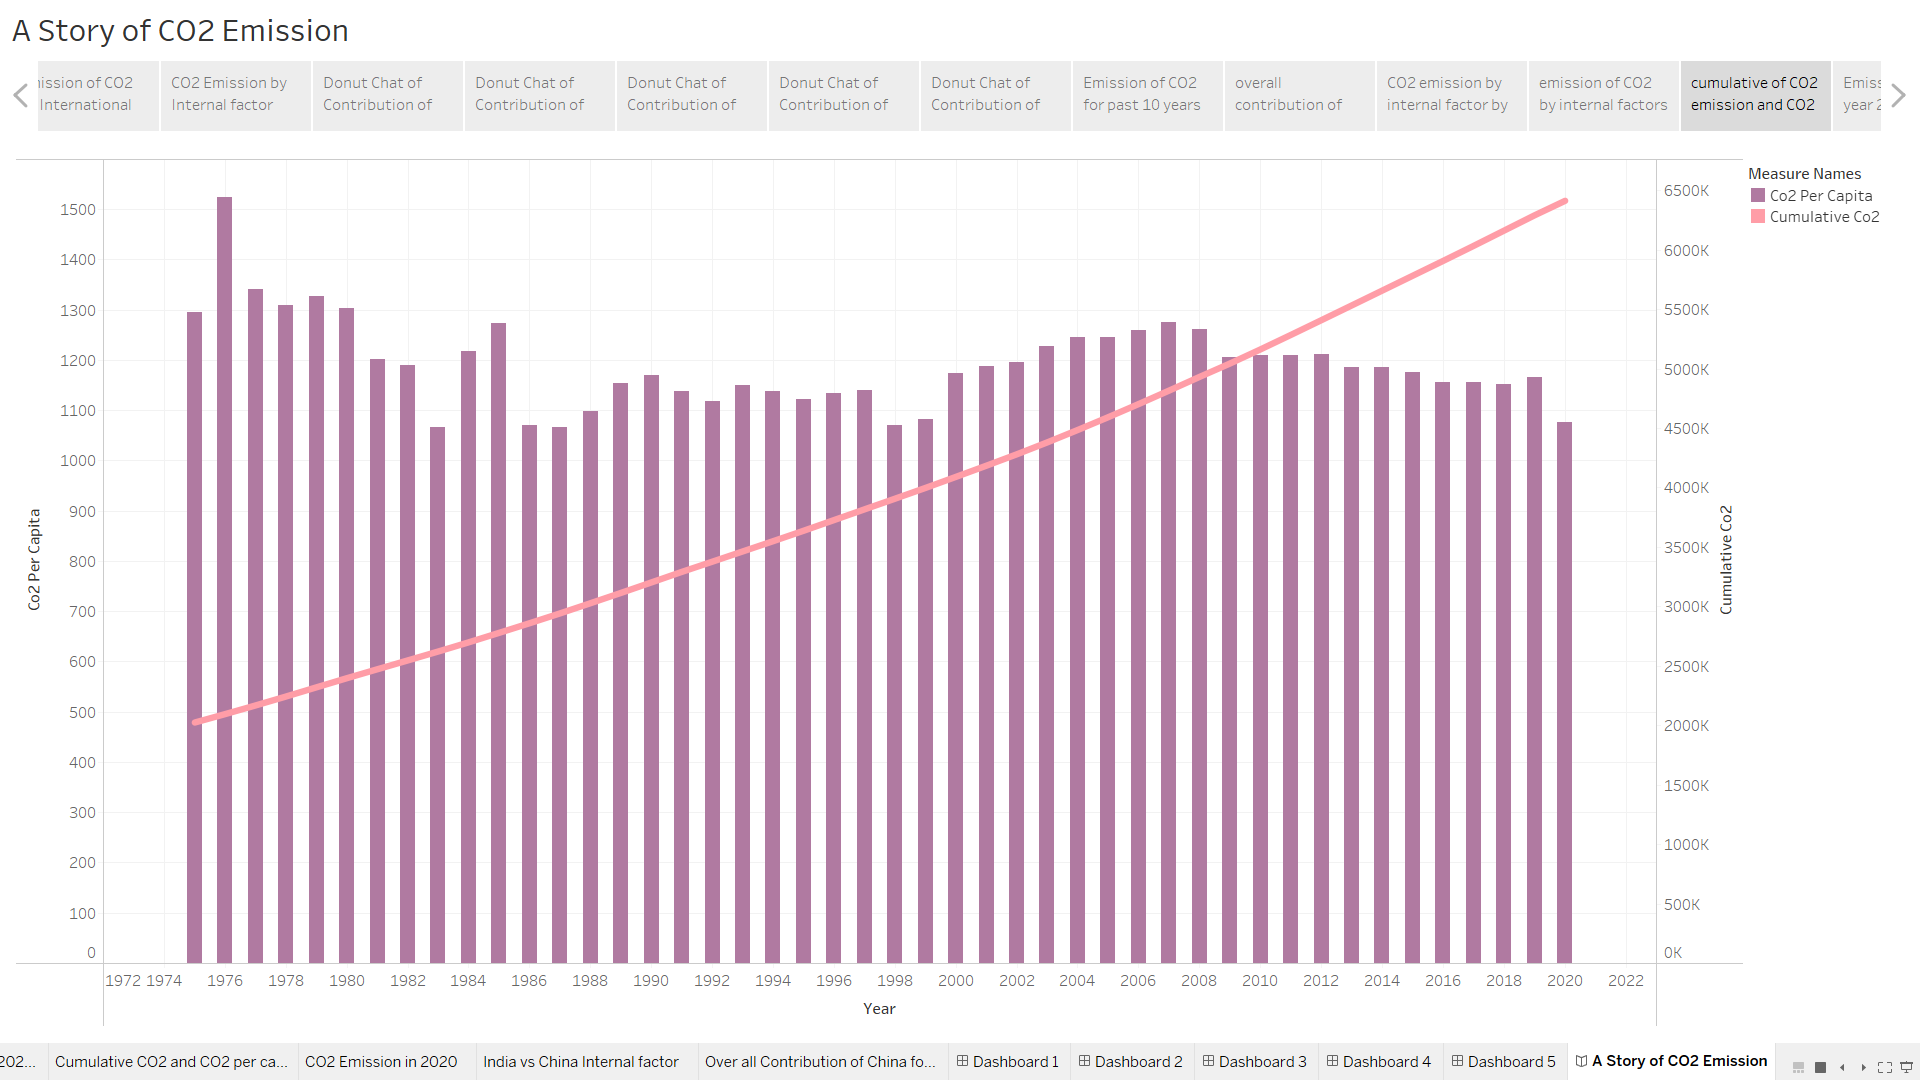 A Story of CO2 Emission
ission of CO2
International
CO2 Emission by
Internal factor
Donut Chat of
Contribution of
Donut Chat of
Contribution of
Donut Chat of
Contribution of
Donut Chat of
Contribution of
Donut Chat of
Contribution of
Emission of CO2
for past 10 years
overall
contribution of
CO2 emission by
internal factor by
emission of CO2
by internal factors
cumulative of CO2
emission and CO2
Emiss
year 2
Measure Names
Co2 Per Capita
Cumulative Co2
Co2 Per Capita
1500
1400
1300
1200
1100
1000
900
800
700
600
500
400
300
200
100
0
6500K
6000K
5500K
5000K
4500K
4000K
3500K
3000K
2500K
2000K
1500K
1000K
500K
0K
Cumulative Co2
1972 1974 1976 1978 1980 1982 1984 1986 1988 1990 1992 1994 1996 1998 2000 2002 2004 2006 2008 2010 2012 2014 2016 2018 2020 2022
Year
202... Cumulative CO2 and CO2 per ca... CO2 Emission in 2020 India vs China Internal factor Over all Contribution of China fo... Dashboard 1 Dashboard 2 Dashboard 3 Dashboard 4 Dashboard 5 A Story of CO2 Emission